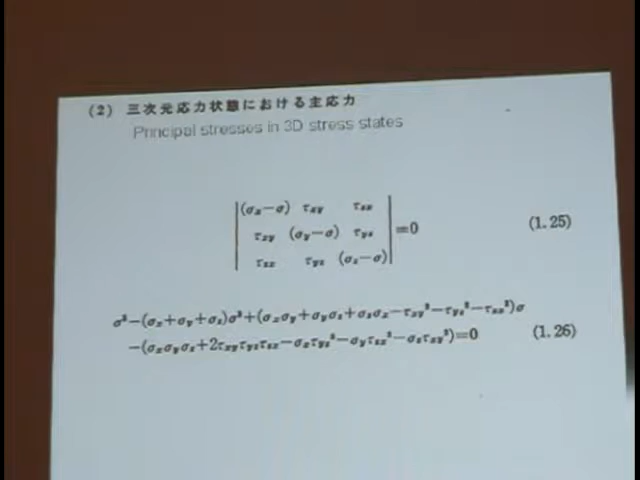 (2) 三次元応力状態における主応力
Principal stresses in 3D stress states
|(σx−σ) τxy τzx|
|τxy (σy−σ) τyz| =0 (1.25)
|τzx τyz (σz−σ)|
σ³−(σx+σy+σz)σ²+(σxσy+σyσz+σzσx−τxy²−τyz²−τzx²)σ
−(σxσyσz+2τxyτyzτzx−σxτyz²−σyτzx²−σzτxy²)=0 (1.26)